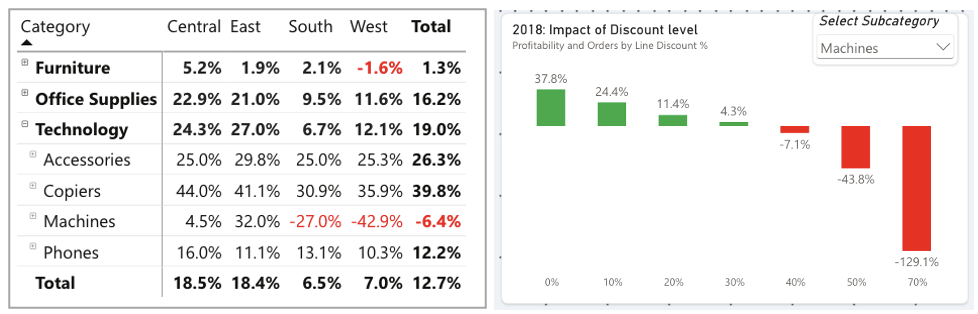 Category Central East South West Total
Furniture 5.2% 1.9% 2.1% -1.6% 1.3%
Office Supplies 22.9% 21.0% 9.5% 11.6% 16.2%
Technology 24.3% 27.0% 6.7% 12.1% 19.0%
Accessories 25.0% 29.8% 25.0% 25.3% 26.3%
Copiers 44.0% 41.1% 30.9% 35.9% 39.8%
Machines 4.5% 32.0% -27.0% -42.9% -6.4%
Phones 16.0% 11.1% 13.1% 10.3% 12.2%
Total 18.5% 18.4% 6.5% 7.0% 12.7%
2018: Impact of Discount level
Profitability and Orders by Line Discount %
Select Subcategory
Machines
37.8%
24.4%
11.4%
4.3%
-7.1%
-43.8%
-129.1%
0% 10% 20% 30% 40% 50% 70%